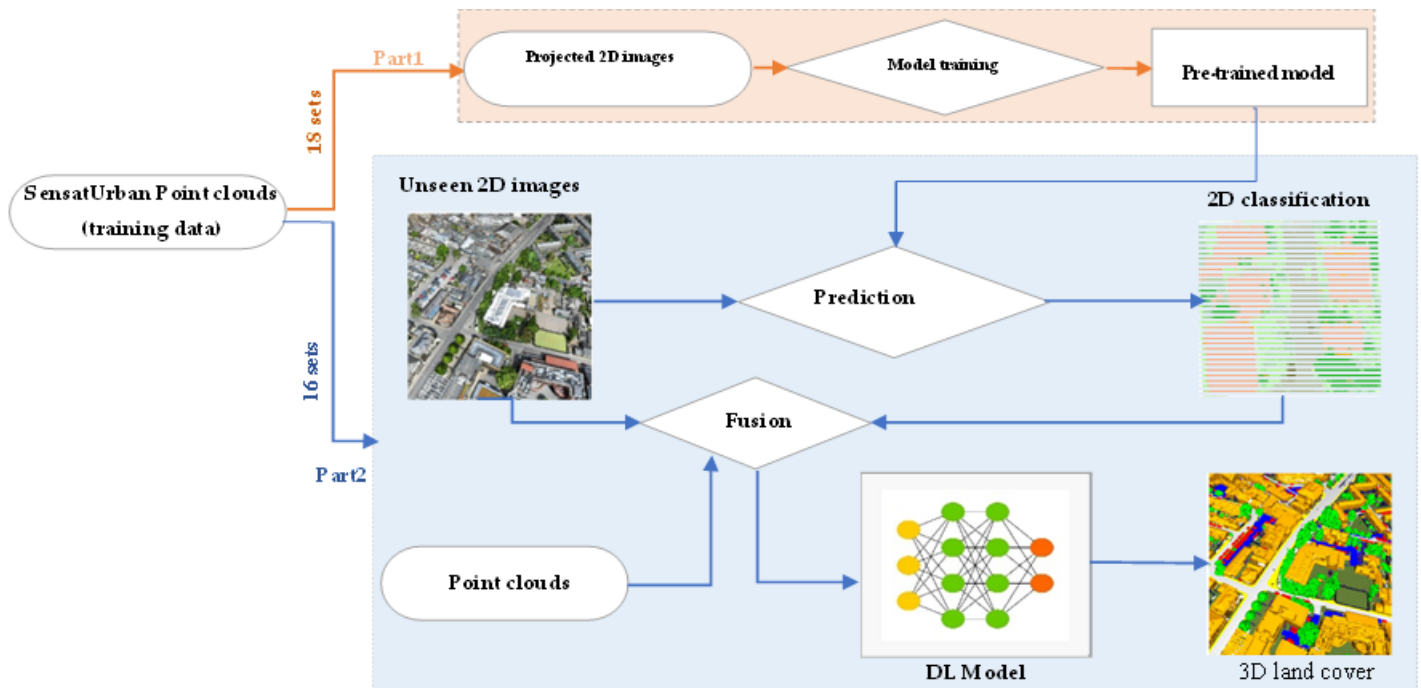 Part1
18 sets
Projected 2D images
Model training
Pre-trained model
SensatUrban Point clouds
(training data)
16 sets
Part2
Unseen 2D images
2D classification
Prediction
Fusion
Point clouds
DL Model
3D land cover